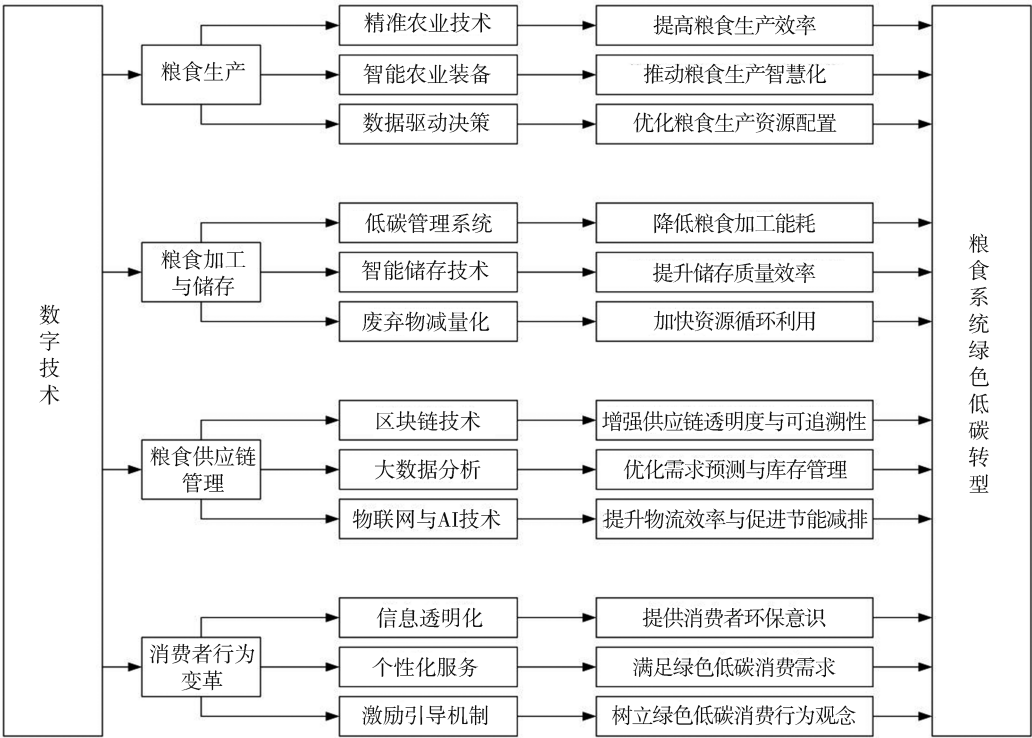 数字技术
粮食生产
精准农业技术
提高粮食生产效率
智能农业装备
推动粮食生产智慧化
数据驱动决策
优化粮食生产资源配置
粮食加工
与储存
低碳管理系统
降低粮食加工能耗
智能储存技术
提升储存质量效率
废弃物减量化
加快资源循环利用
粮食供应链
管理
区块链技术
增强供应链透明度与可追溯性
大数据分析
优化需求预测与库存管理
物联网与AI技术
提升物流效率与促进节能减排
消费者行为
变革
信息透明化
提供消费者环保意识
个性化服务
满足绿色低碳消费需求
激励引导机制
树立绿色低碳消费行为观念
粮食系统绿色低碳转型